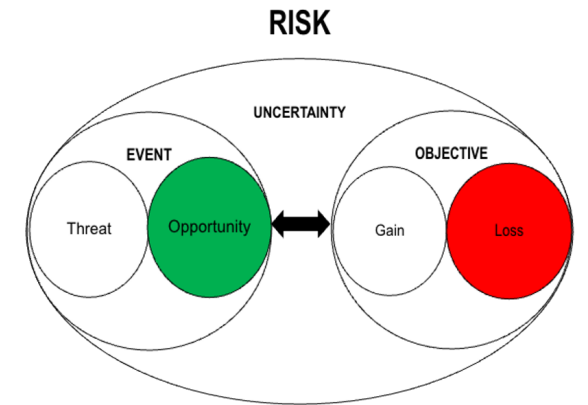 RISK
UNCERTAINTY
EVENT
OBJECTIVE
Threat
Opportunity
Gain
Loss